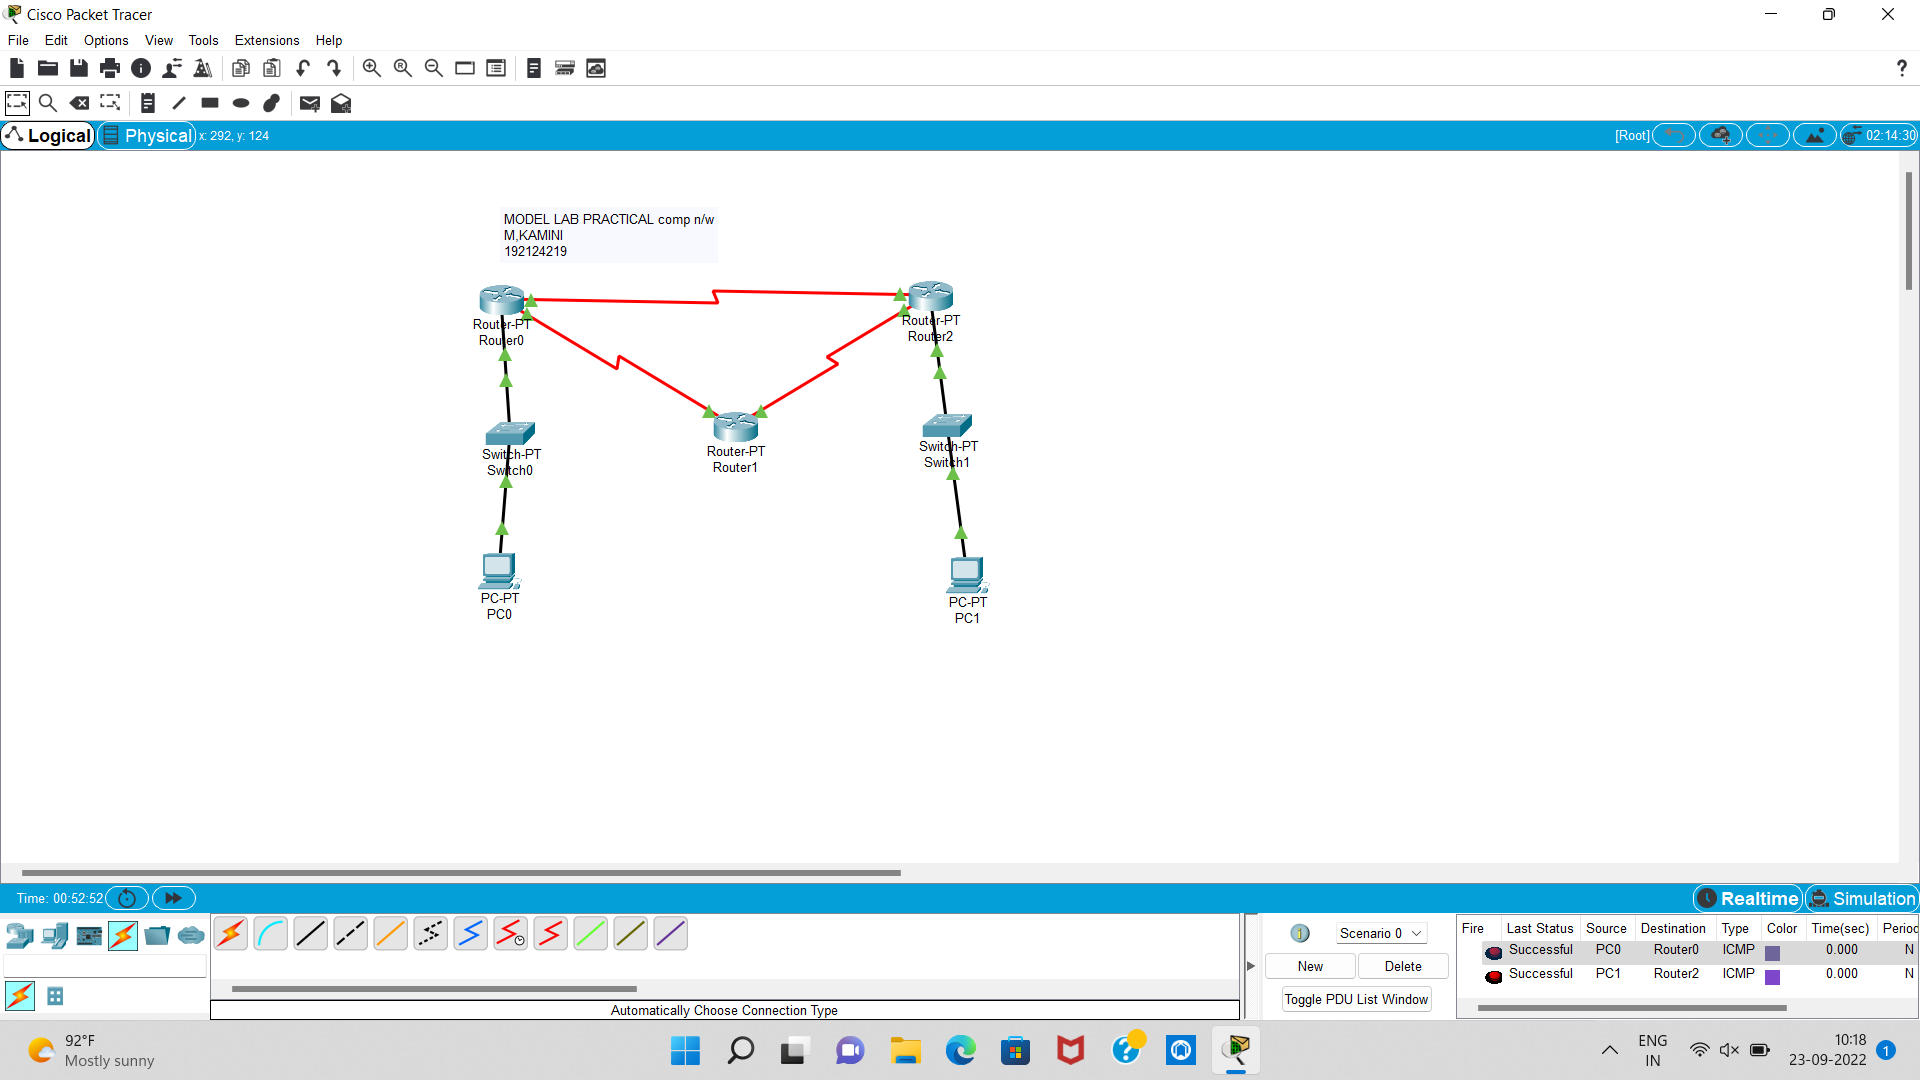 Cisco Packet Tracer
File Edit Options View Tools Extensions Help
?
Logical Physical x: 292, y: 124 [Root] 02:14:30
MODEL LAB PRACTICAL comp n/w
M,KAMINI
192124219
Router-PT
Router0
Router-PT
Router2
Router-PT
Router1
Switch-PT
Switch0
Switch-PT
Switch1
PC-PT
PC0
PC-PT
PC1
Time: 00:52:52 Realtime Simulation
Scenario 0
New Delete
Toggle PDU List Window
Fire Last Status Source Destination Type Color Time(sec) Perioc
Successful PC0 Router0 ICMP 0.000 N
Successful PC1 Router2 ICMP 0.000 N
Automatically Choose Connection Type
92°F
Mostly sunny
ENG
IN
10:18
23-09-2022
1